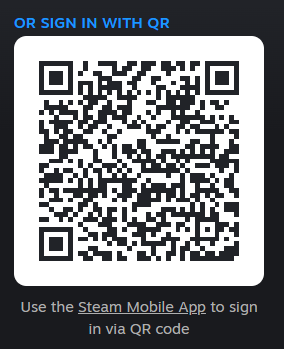 OR SIGN IN WITH QR
Use the Steam Mobile App to sign
in via QR code